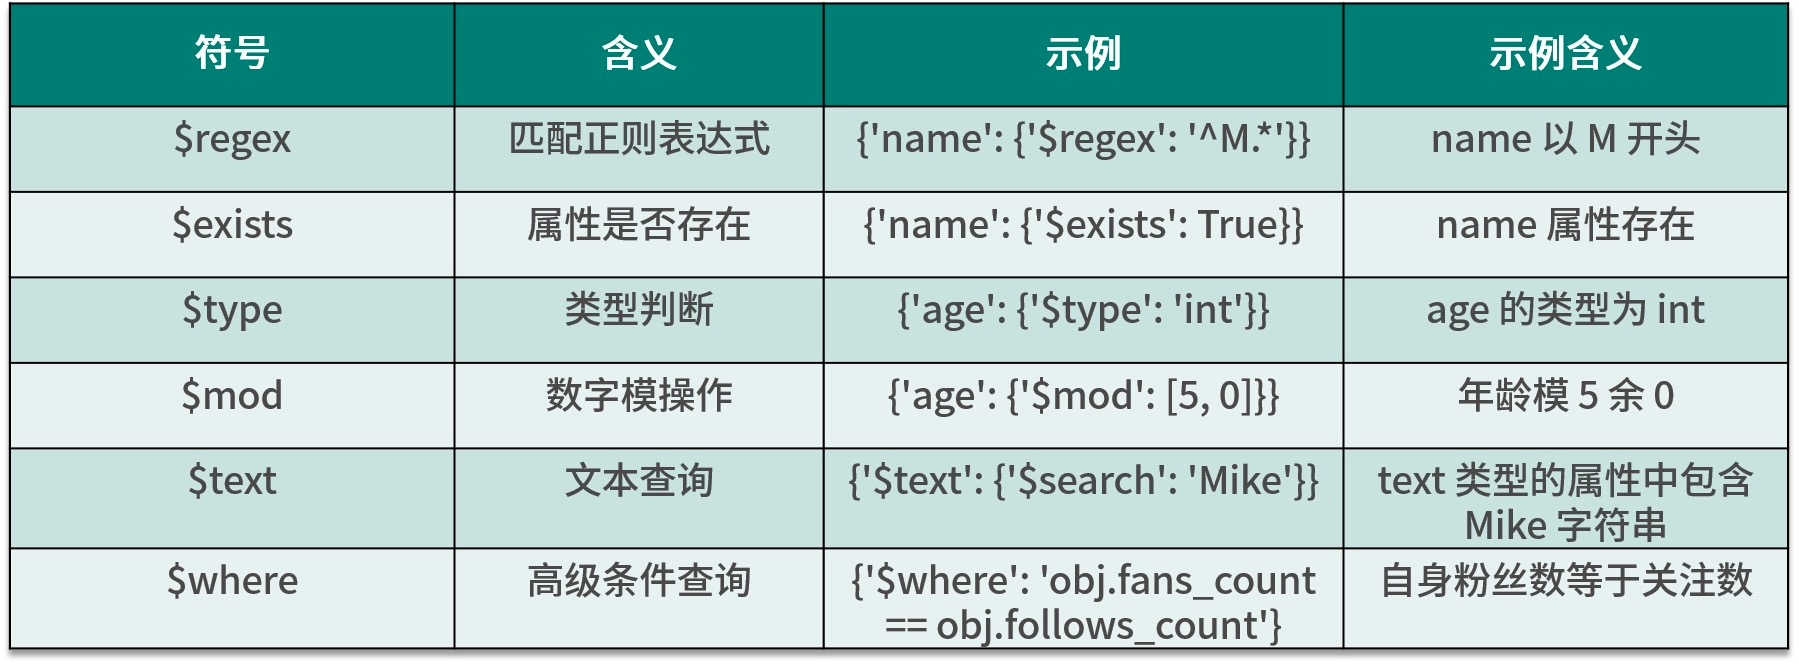 符号 含义 示例 示例含义
$regex 匹配正则表达式 {'name': {'$regex': '^M.*'}} name 以 M 开头
$exists 属性是否存在 {'name': {'$exists': True}} name 属性存在
$type 类型判断 {'age': {'$type': 'int'}} age 的类型为 int
$mod 数字模操作 {'age': {'$mod': [5, 0]}} 年龄模 5 余 0
$text 文本查询 {'$text': {'$search': 'Mike'}} text 类型的属性中包含
Mike 字符串
$where 高级条件查询 {'$where': 'obj.fans_count 自身粉丝数等于关注数
== obj.follows_count'}